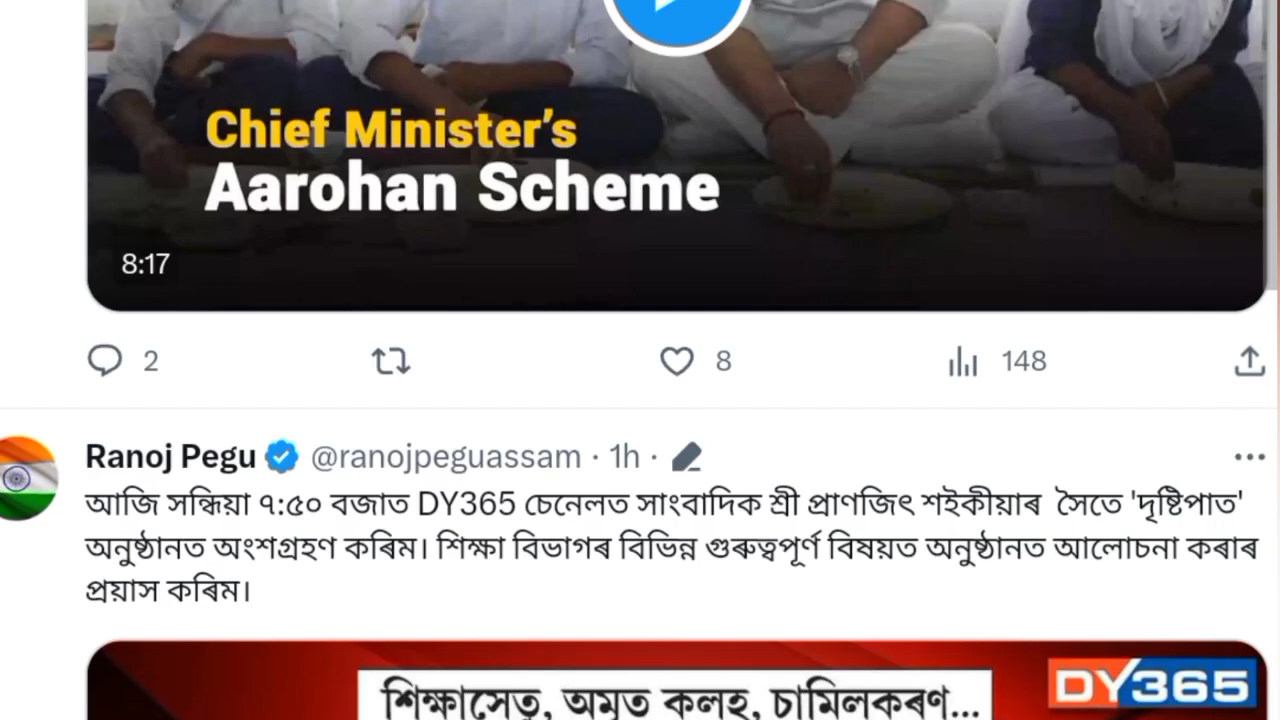 Chief Minister's
Aarohan Scheme
8:17
2
8
148
Ranoj Pegu @ranojpeguassam · 1h ·
আজি সন্ধিয়া ৭:৫০ বজাত DY365 চেনেলত সাংবাদিক শ্ৰী প্ৰাণজিৎ শইকীয়াৰ সৈতে 'দৃষ্টিপাত'
অনুষ্ঠানত অংশগ্ৰহণ কৰিম। শিক্ষা বিভাগৰ বিভিন্ন গুৰুত্বপূৰ্ণ বিষয়ত অনুষ্ঠানত আলোচনা কৰাৰ
প্ৰয়াস কৰিম।
শিক্ষাসেতু, অমৃত কলহ, চামিলকৰণ...
DY365